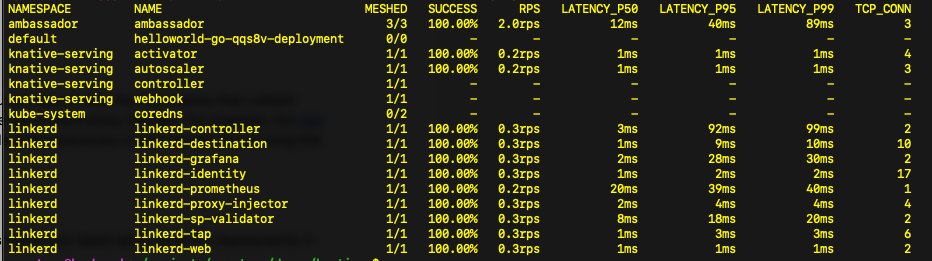 NAMESPACE NAME MESHED SUCCESS RPS LATENCY_P50 LATENCY_P95 LATENCY_P99 TCP_CONN
ambassador ambassador 3/3 100.00% 2.0rps 12ms 40ms 89ms 3
default helloworld-go-qqs8v-deployment 0/0 - - - - - -
knative-serving activator 1/1 100.00% 0.2rps 1ms 1ms 1ms 4
knative-serving autoscaler 1/1 100.00% 0.2rps 1ms 1ms 1ms 3
knative-serving controller 1/1 - - - - - -
knative-serving webhook 1/1 - - - - - -
kube-system coredns 0/2 - - - - - -
linkerd linkerd-controller 1/1 100.00% 0.3rps 3ms 92ms 99ms 2
linkerd linkerd-destination 1/1 100.00% 0.3rps 1ms 9ms 10ms 10
linkerd linkerd-grafana 1/1 100.00% 0.3rps 2ms 28ms 30ms 2
linkerd linkerd-identity 1/1 100.00% 0.3rps 1ms 2ms 2ms 17
linkerd linkerd-prometheus 1/1 100.00% 0.2rps 20ms 39ms 40ms 1
linkerd linkerd-proxy-injector 1/1 100.00% 0.3rps 2ms 4ms 4ms 4
linkerd linkerd-sp-validator 1/1 100.00% 0.3rps 8ms 18ms 20ms 2
linkerd linkerd-tap 1/1 100.00% 0.3rps 1ms 3ms 3ms 6
linkerd linkerd-web 1/1 100.00% 0.3rps 1ms 1ms 1ms 2